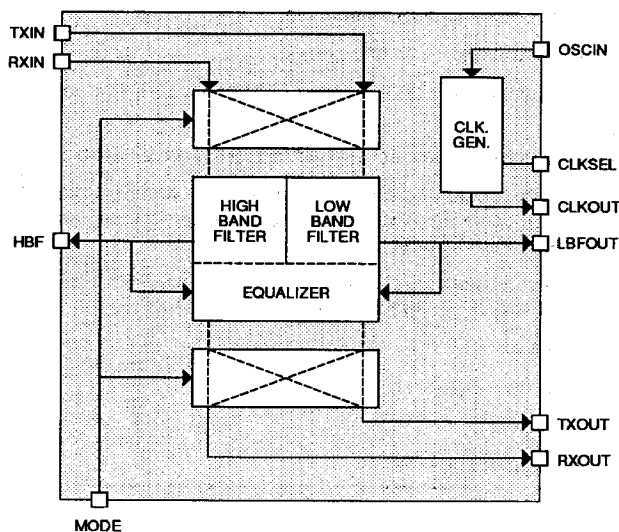 TXIN
RXIN
OSCIN
CLK.
GEN.
CLKSEL
CLKOUT
HIGH
BAND
FILTER
LOW
BAND
FILTER
HBF
LBFOUT
EQUALIZER
TXOUT
RXOUT
MODE